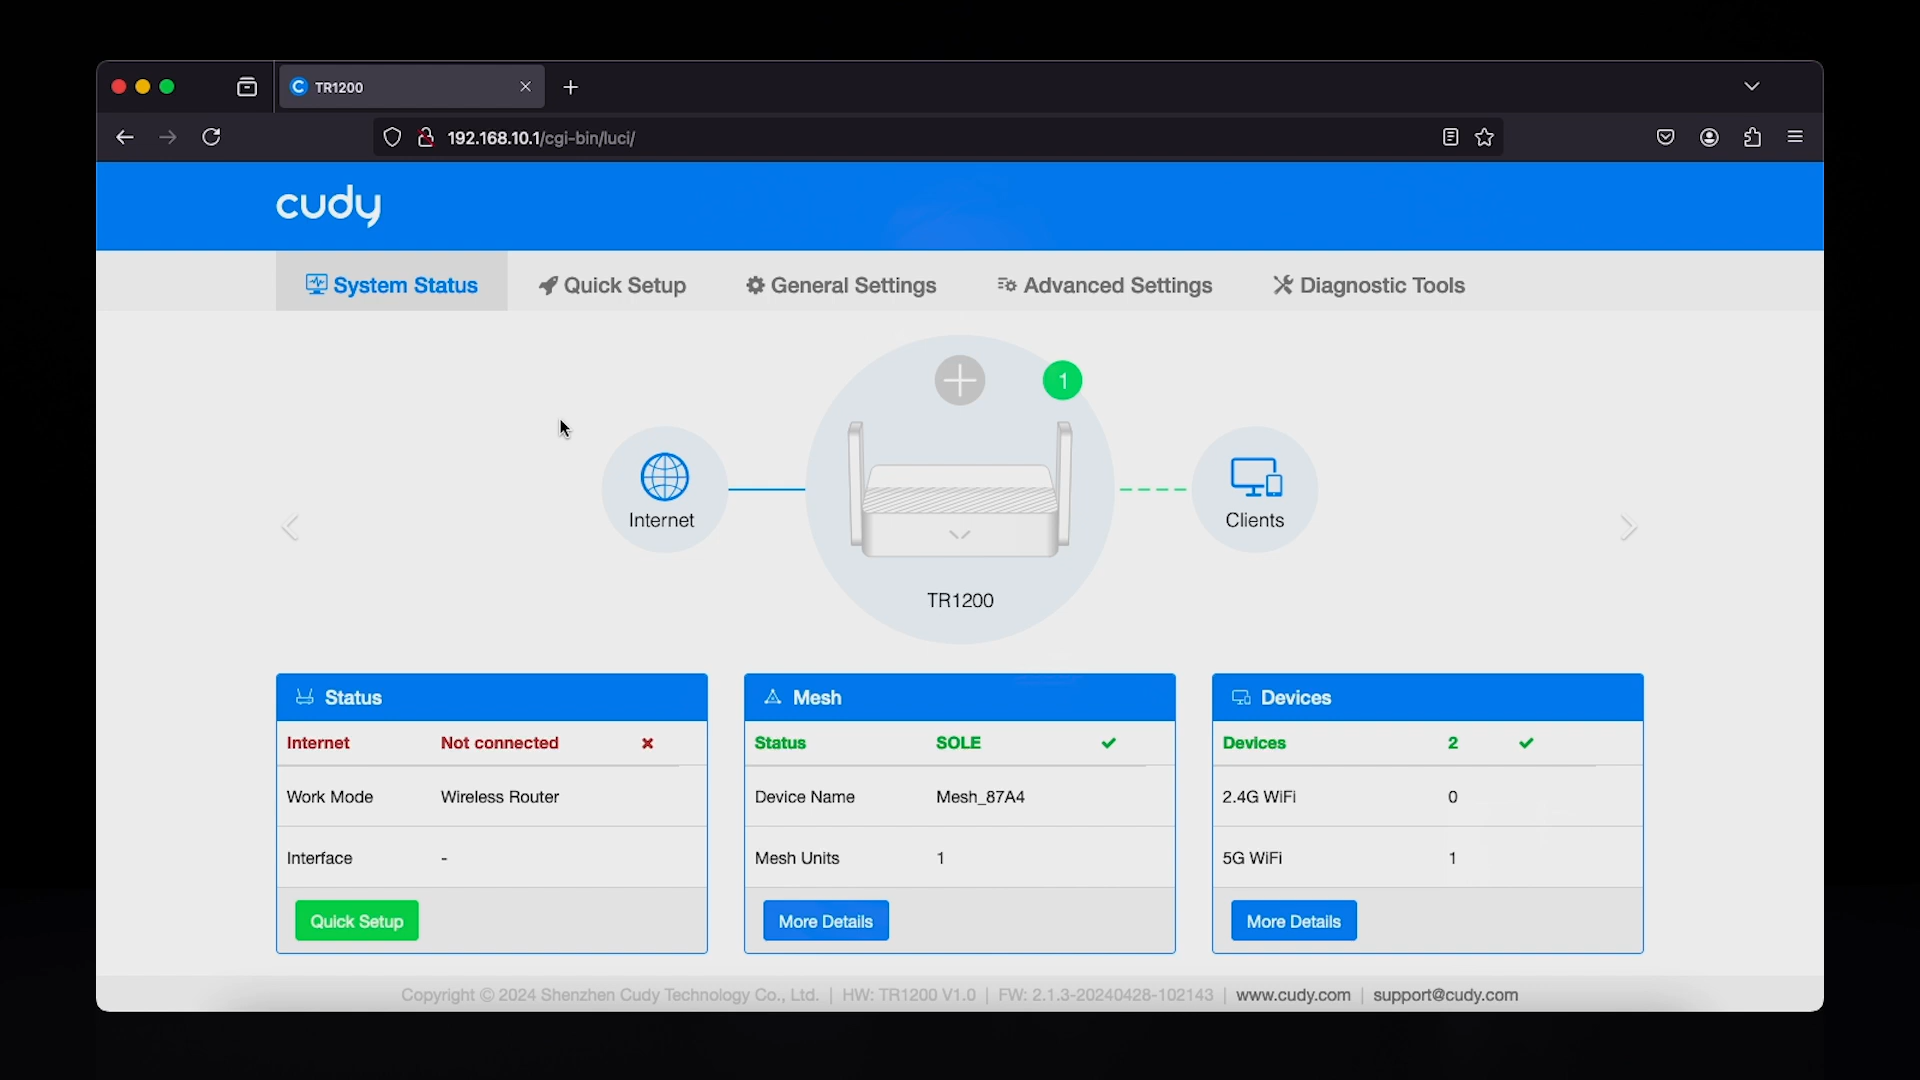 TR1200
192.168.10.1/cgi-bin/luci/
cudy
System Status
Quick Setup
General Settings
Advanced Settings
Diagnostic Tools
1
Internet
Clients
TR1200
Status
Internet Not connected
Work Mode Wireless Router
Interface -
Quick Setup
Mesh
Status SOLE
Device Name Mesh_87A4
Mesh Units 1
More Details
Devices
Devices 2
2.4G WiFi 0
5G WiFi 1
More Details
Copyright © 2024 Shenzhen Cudy Technology Co., Ltd. | HW: TR1200 V1.0 | FW: 2.1.3-20240428-102143 | www.cudy.com | support@cudy.com